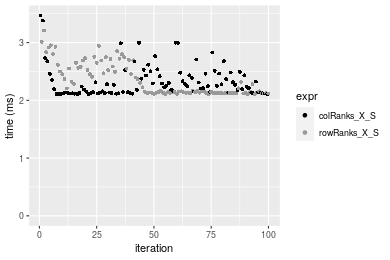 3
2
1
0
0
25
50
75
100
time (ms)
iteration
expr
colRanks_X_S
rowRanks_X_S